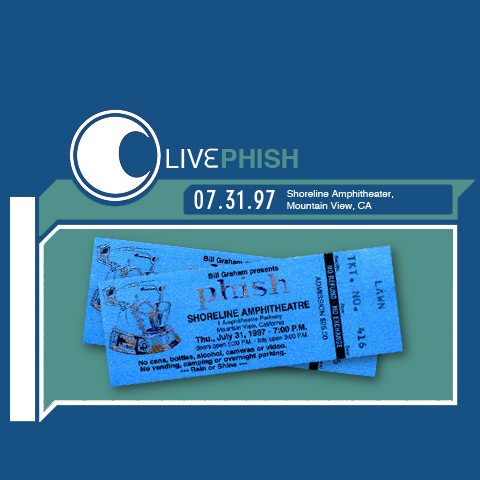 LIVEPHISH
07.31.97
Shoreline Amphitheater,
Mountain View, CA
Bill Graham presents
phish
SHORELINE AMPHITHEATRE
1 Amphitheatre Parkway
Mountain View, California
Thu., July 31, 1997 - 7:00 P.M.
doors open 5:00 P.M. - lots open 3:00 P.M.
No cans, bottles, alcohol, cameras or video.
No vending, camping or overnight parking.
*** Rain or Shine ***
ADMISSION $25.00
NO REFUND NO EXCHANGE
TKT. NO. 416
LAWN